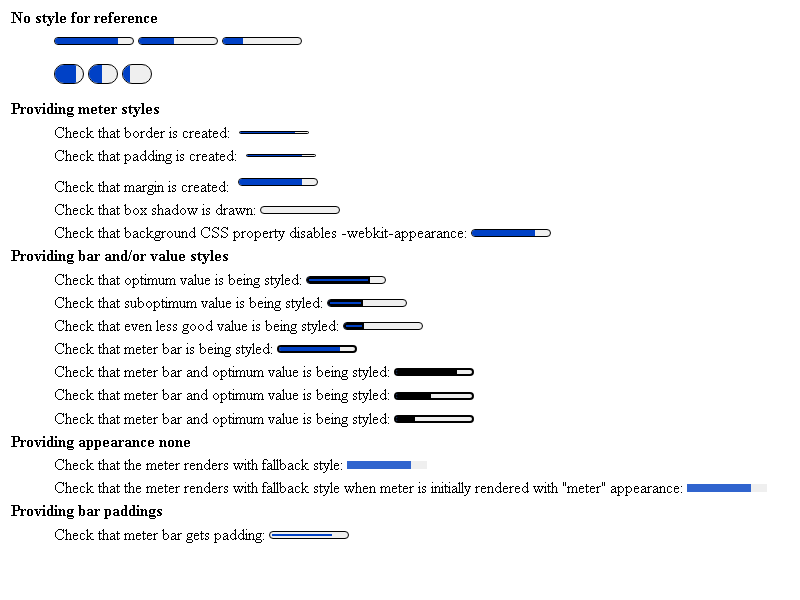 No style for reference
Providing meter styles
Check that border is created:
Check that padding is created:
Check that margin is created:
Check that box shadow is drawn:
Check that background CSS property disables -webkit-appearance:
Providing bar and/or value styles
Check that optimum value is being styled:
Check that suboptimum value is being styled:
Check that even less good value is being styled:
Check that meter bar is being styled:
Check that meter bar and optimum value is being styled:
Check that meter bar and optimum value is being styled:
Check that meter bar and optimum value is being styled:
Providing appearance none
Check that the meter renders with fallback style:
Check that the meter renders with fallback style when meter is initially rendered with "meter" appearance:
Providing bar paddings
Check that meter bar gets padding: